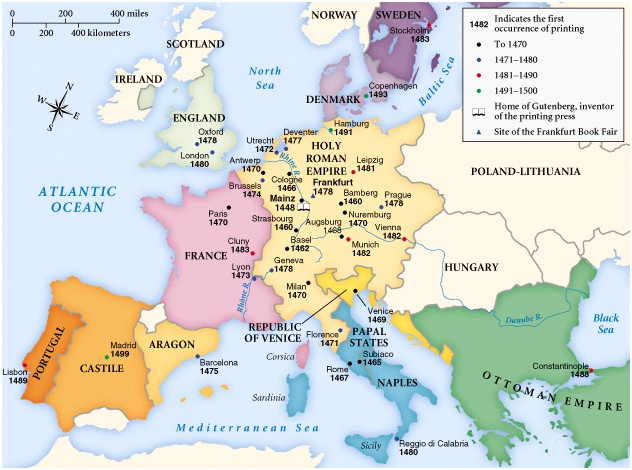 400 miles
200
400 kilometers
0
200
0
NORWAY
SWEDEN
Stockholm
1483
1482 Indicates the first
occurrence of printing
To 1470
1471–1480
1481–1490
1491–1500
Home of Gutenberg, inventor
of the printing press
Site of the Frankfurt Book Fair
SCOTLAND
North
Sea
Baltic Sea
N
W
E
S
IRELAND
DENMARK
Copenhagen
1493
ENGLAND
Oxford
1478
London
1480
Hamburg
1491
Deventer
1477
Utrecht
1472
HOLY
ROMAN
EMPIRE
Rhine R.
Antwerp
1470
Leipzig
1481
Cologne
1466
Brussels
1474
Frankfurt
1478
Mainz
1448
Bamberg
1460
Prague
1478
POLAND-LITHUANIA
ATLANTIC
OCEAN
Paris
1470
Strasbourg
1460
Nuremburg
1470
Augsburg
1468
Vienna
1482
Munich
1482
Basel
1462
Cluny
1483
FRANCE
Geneva
1478
Lyon
1473
Milan
1470
HUNGARY
Rhône R.
Venice
1469
REPUBLIC
OF VENICE
Danube R.
Black
Sea
Florence
1471
PAPAL
STATES
Corsica
Subiaco
1465
Rome
1467
PORTUGAL
Lisbon
1489
Madrid
1499
CASTILE
ARAGON
Barcelona
1475
Constantinople
1488
OTTOMAN EMPIRE
NAPLES
Sardinia
Mediterranean Sea
Sicily
Reggio di Calabria
1480